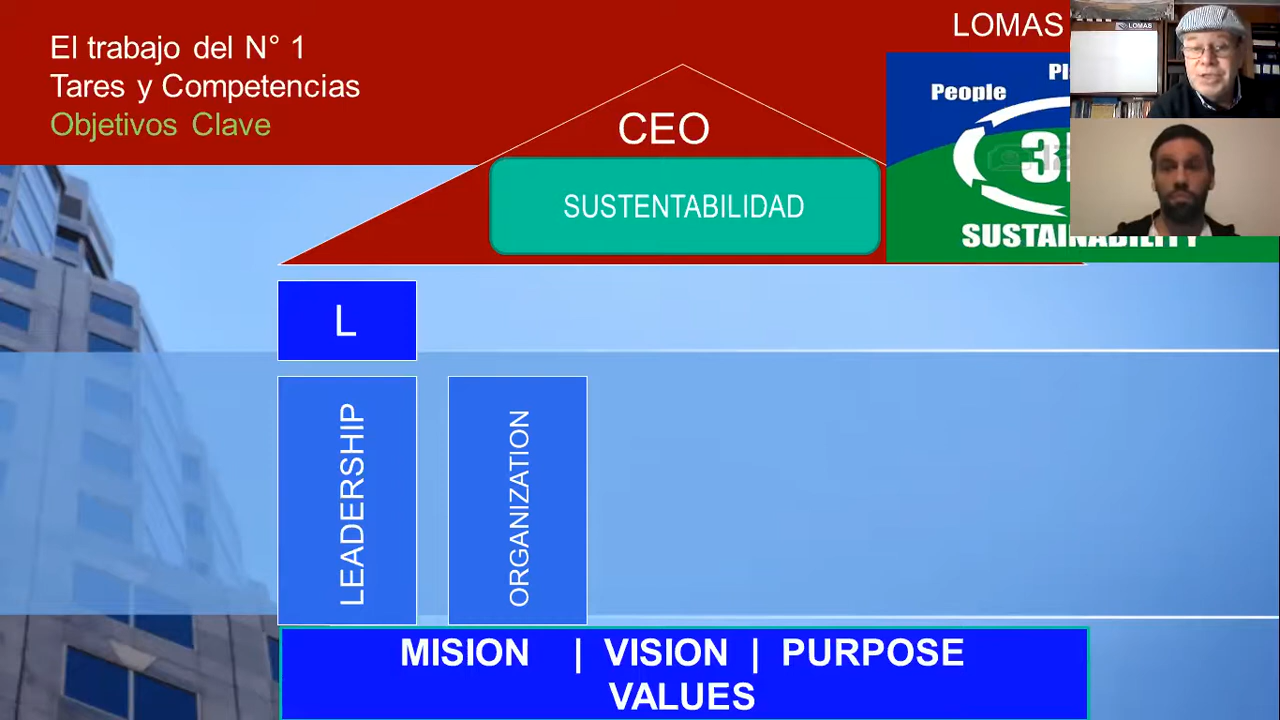 El trabajo del N° 1
Tares y Competencias
Objetivos Clave
LOMAS
CEO
SUSTENTABILIDAD
People
SUSTAINABILITY
LOMAS
L
LEADERSHIP
ORGANIZATION
MISION | VISION | PURPOSE
VALUES